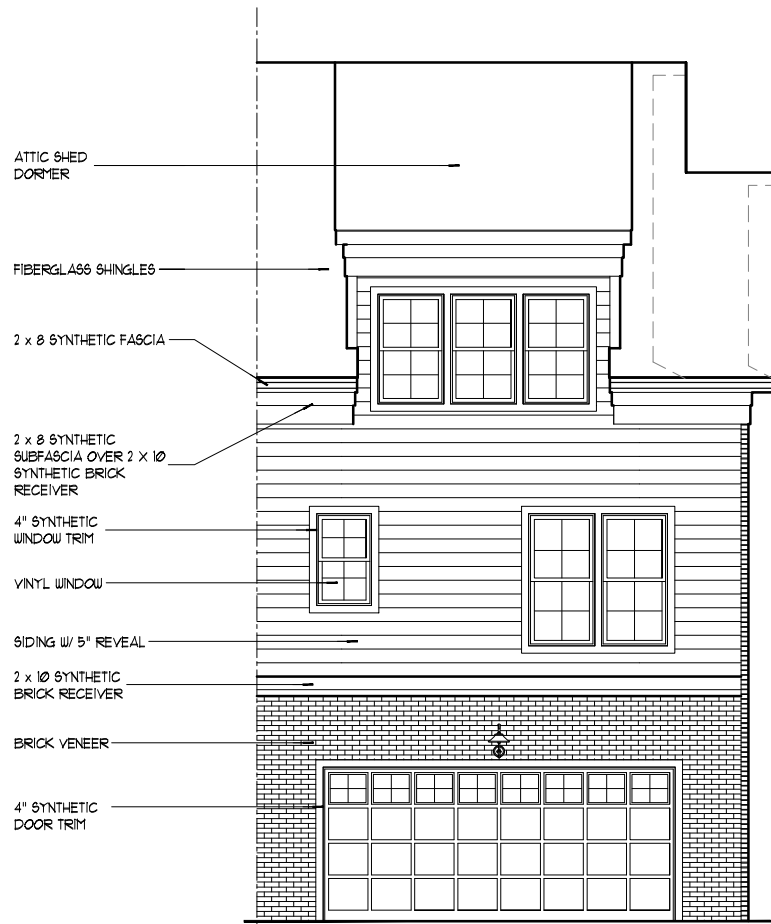 ATTIC SHED
DORMER
FIBERGLASS SHINGLES
2 x 8 SYNTHETIC FASCIA
2 x 8 SYNTHETIC
SUBFASCIA OVER 2 X 10
SYNTHETIC BRICK
RECEIVER
4" SYNTHETIC
WINDOW TRIM
VINYL WINDOW
SIDING W/ 5" REVEAL
2 x 10 SYNTHETIC
BRICK RECEIVER
BRICK VENEER
4" SYNTHETIC
DOOR TRIM